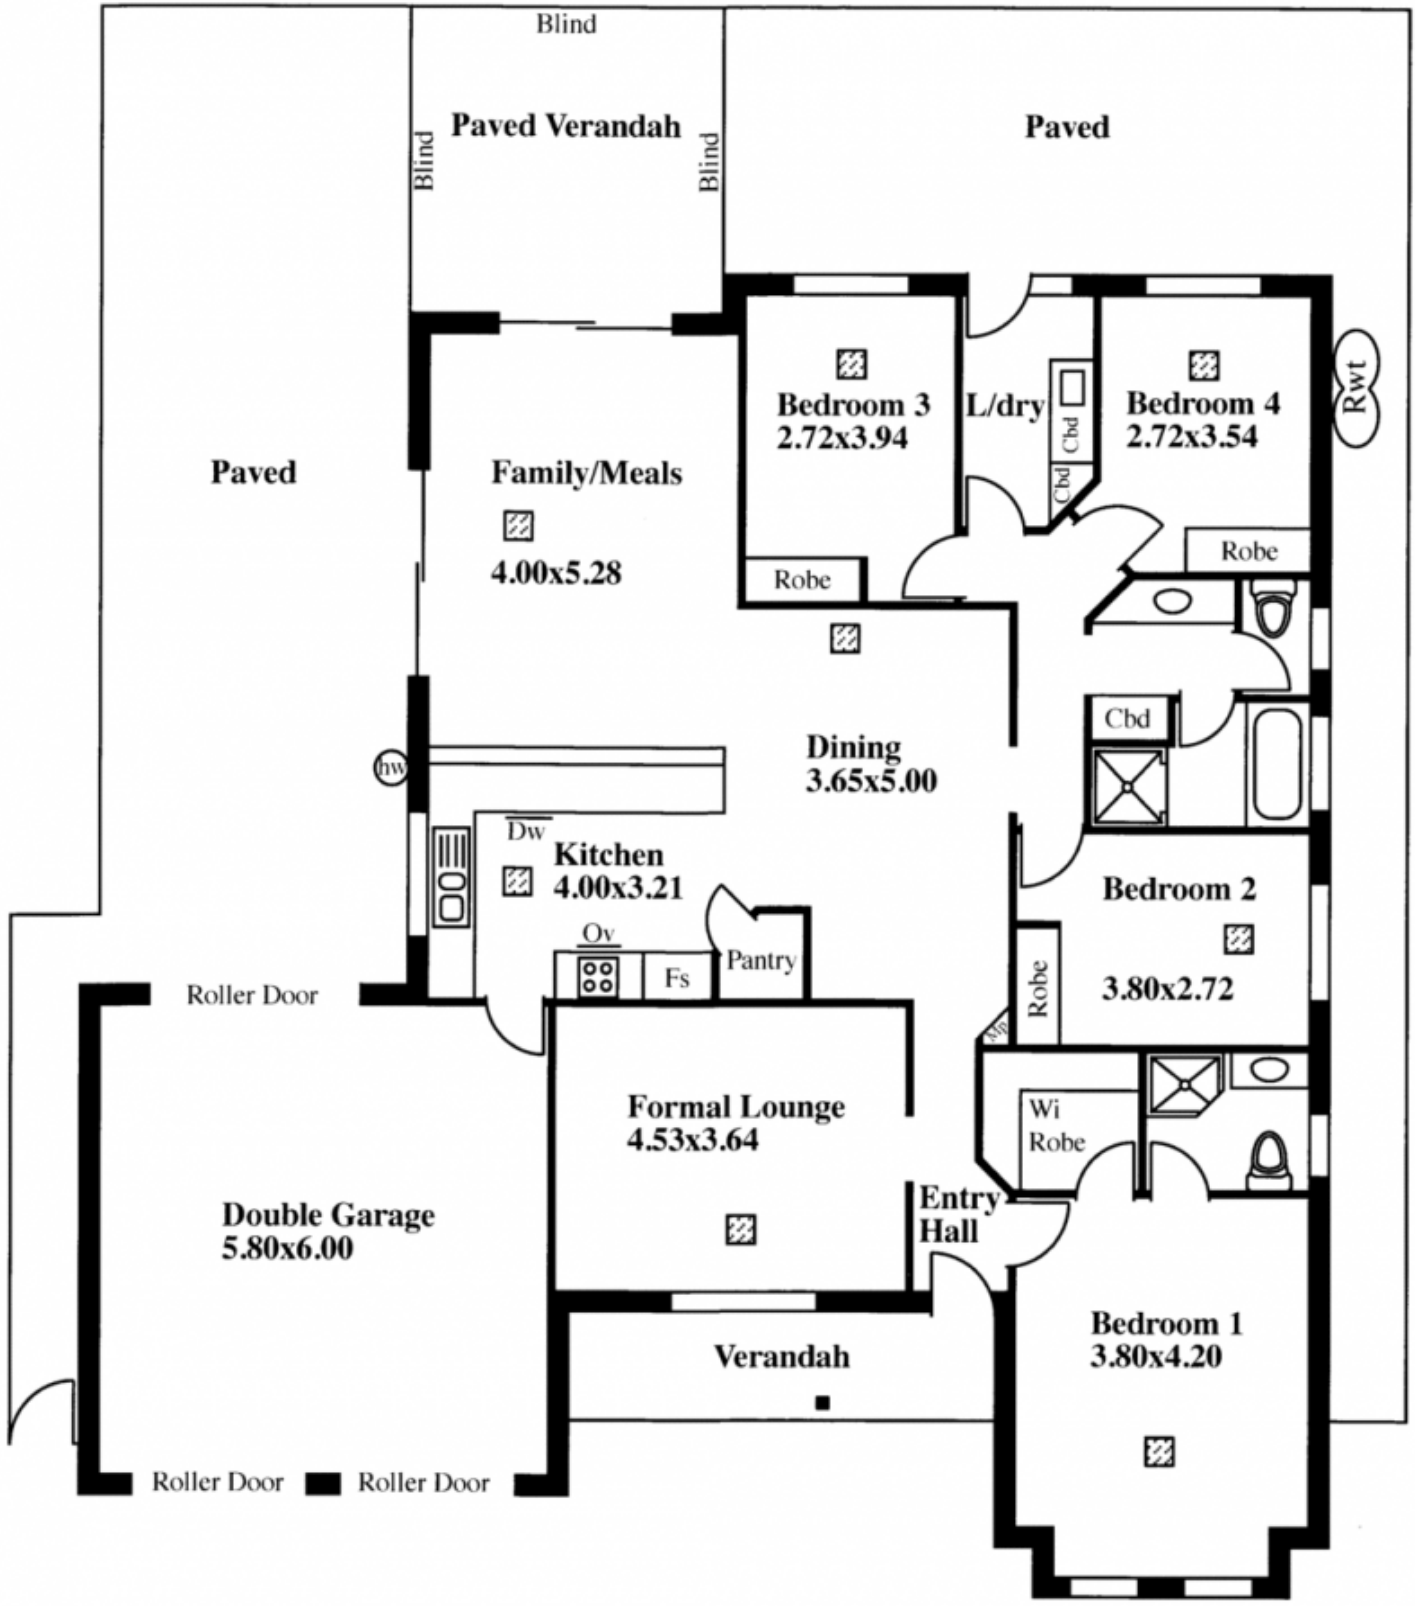 Blind
Paved Verandah
Blind
Blind
Paved
Bedroom 3
2.72x3.94
L/dry
Cbd
Cbd
Bedroom 4
2.72x3.54
Rwt
Paved
Family/Meals
4.00x5.28
Robe
Robe
Dining
3.65x5.00
Cbd
hw
Dw
Kitchen
4.00x3.21
Ov
Fs
Pantry
Bedroom 2
3.80x2.72
Robe
Mp
Roller Door
Formal Lounge
4.53x3.64
Wi
Robe
Entry
Hall
Double Garage
5.80x6.00
Bedroom 1
3.80x4.20
Verandah
Roller Door
Roller Door